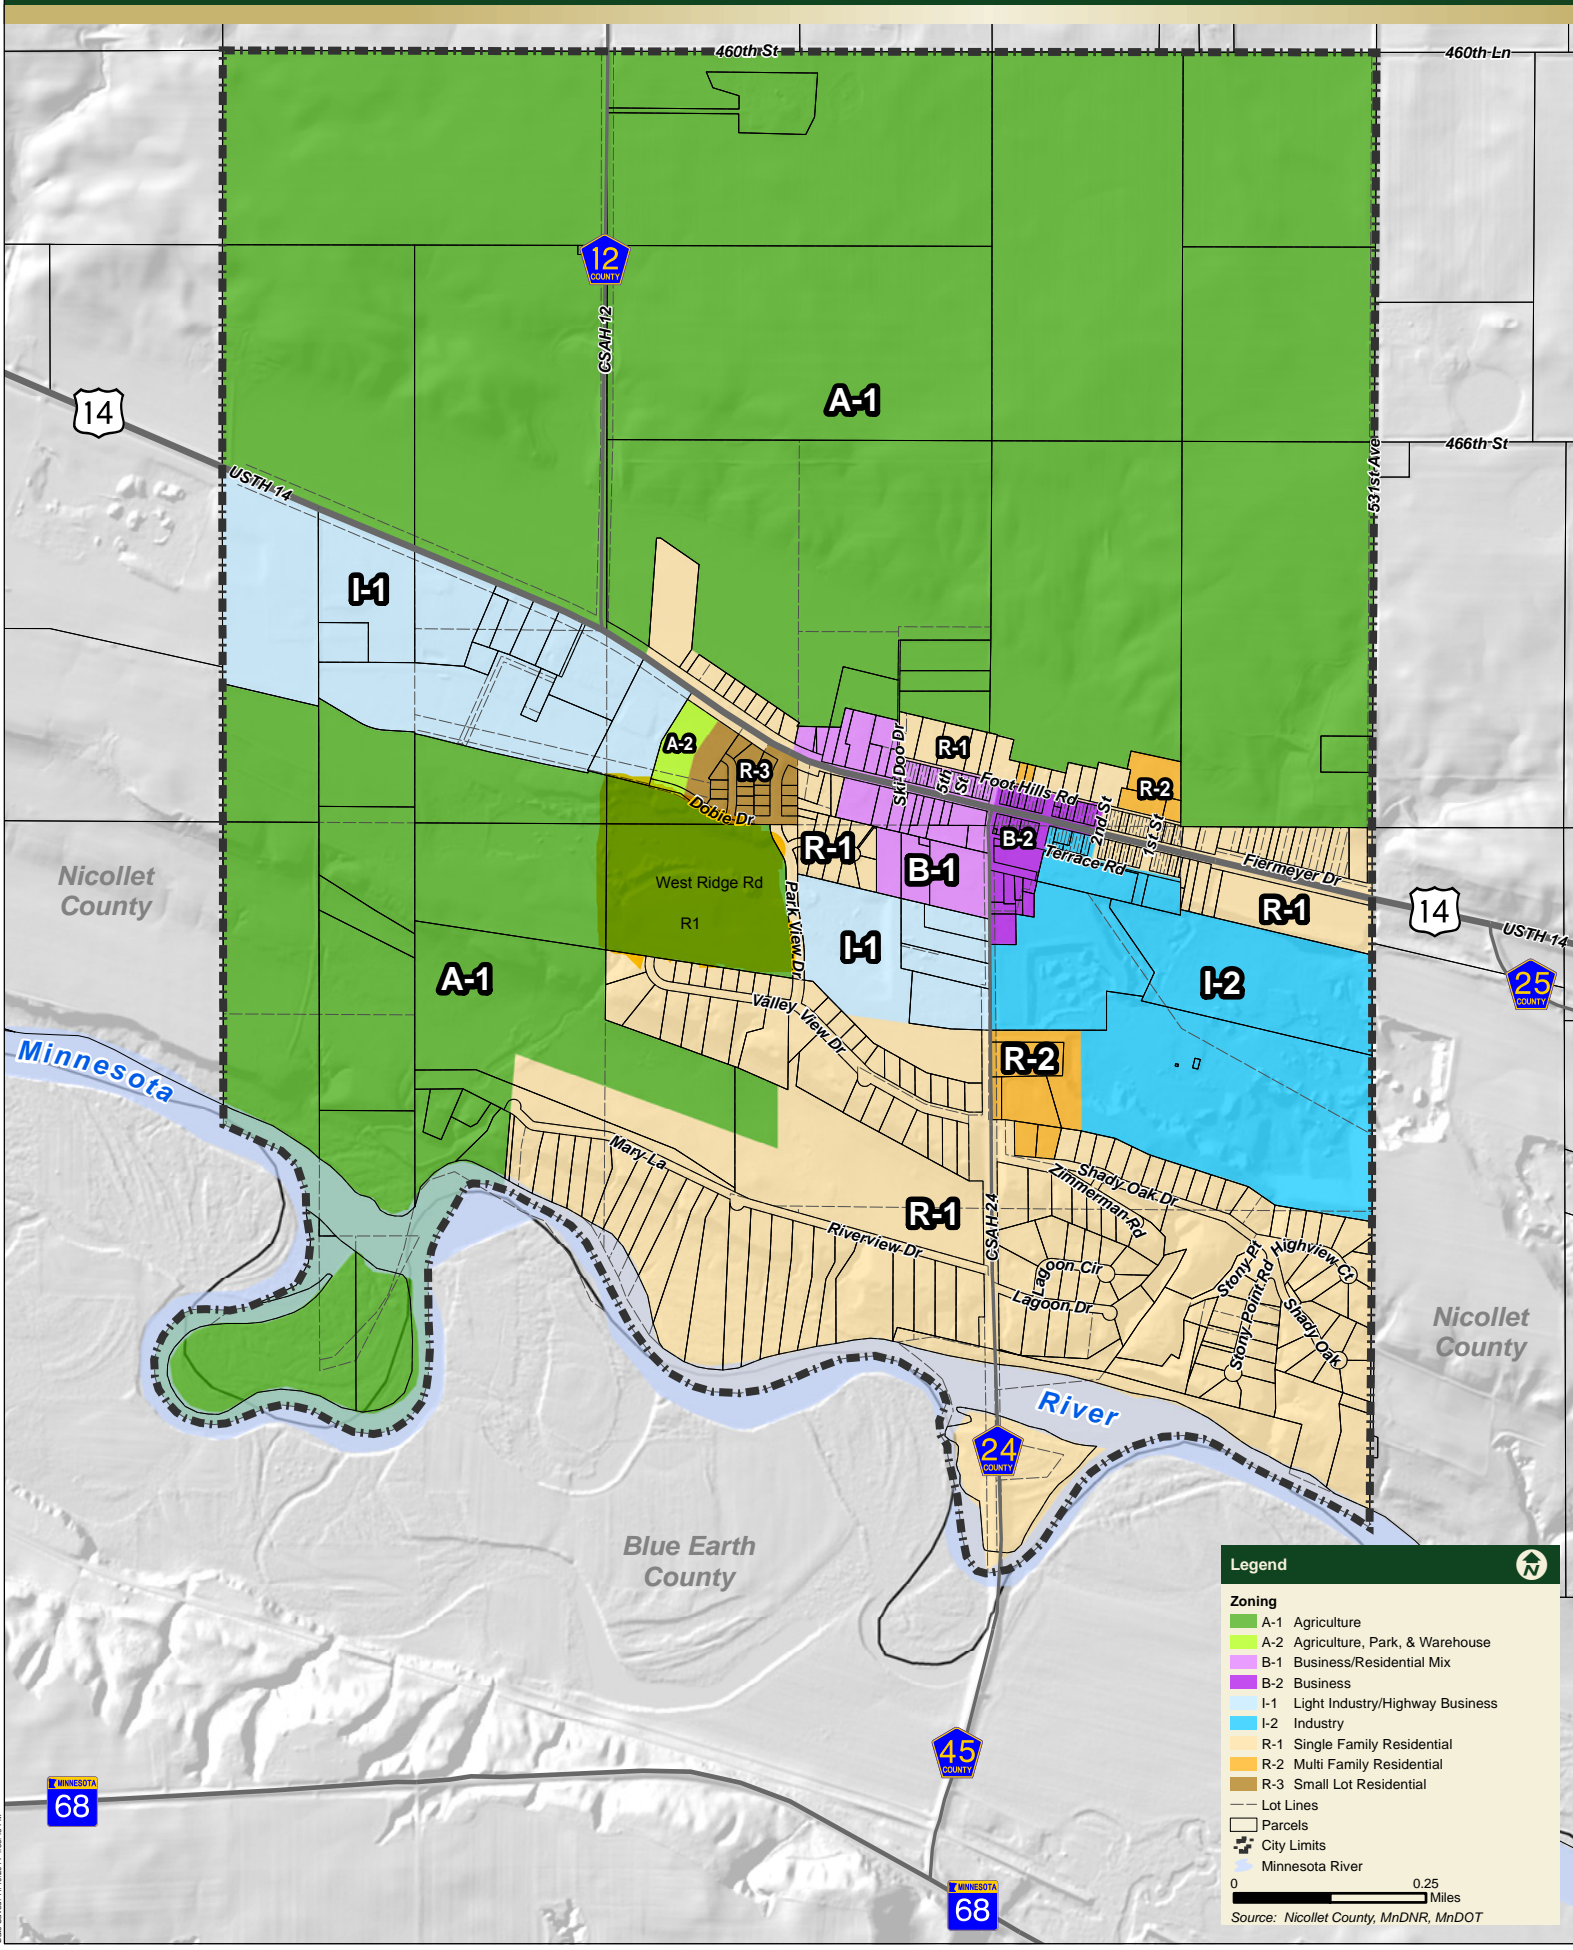 460th St
460th Ln
12
COUNTY
CSAH 12
A-1
14
466th St
531st Ave
USTH 14
I-1
A-2
R-3
Dobie Dr
Ski-Doo Dr
R-1
5th
St
Foot Hills Rd
R-2
2nd St
1st St
B-2
Terrace Rd
Fiermeyer Dr
R-1
B-1
Nicollet
County
West Ridge Rd
R1
Park View Dr
R-1
14
USTH 14
I-1
A-1
I-2
25
COUNTY
Valley View Dr
Minnesota
R-2
Mary La
Shady Oak Dr
Zimmerman Rd
R-1
CSAH 24
Riverview Dr
Lagoon Cir
Lagoon Dr
Stony Pt
Stony Point Rd
Highview Ct
Shady Oak
Nicollet
County
River
24
COUNTY
Blue Earth
County
45
COUNTY
MINNESOTA
68
MINNESOTA
68
Legend
N
Zoning
A-1 Agriculture
A-2 Agriculture, Park, & Warehouse
B-1 Business/Residential Mix
B-2 Business
I-1 Light Industry/Highway Business
I-2 Industry
R-1 Single Family Residential
R-2 Multi Family Residential
R-3 Small Lot Residential
Lot Lines
Parcels
City Limits
Minnesota River
0 0.25
Miles
Source: Nicollet County, MnDNR, MnDOT